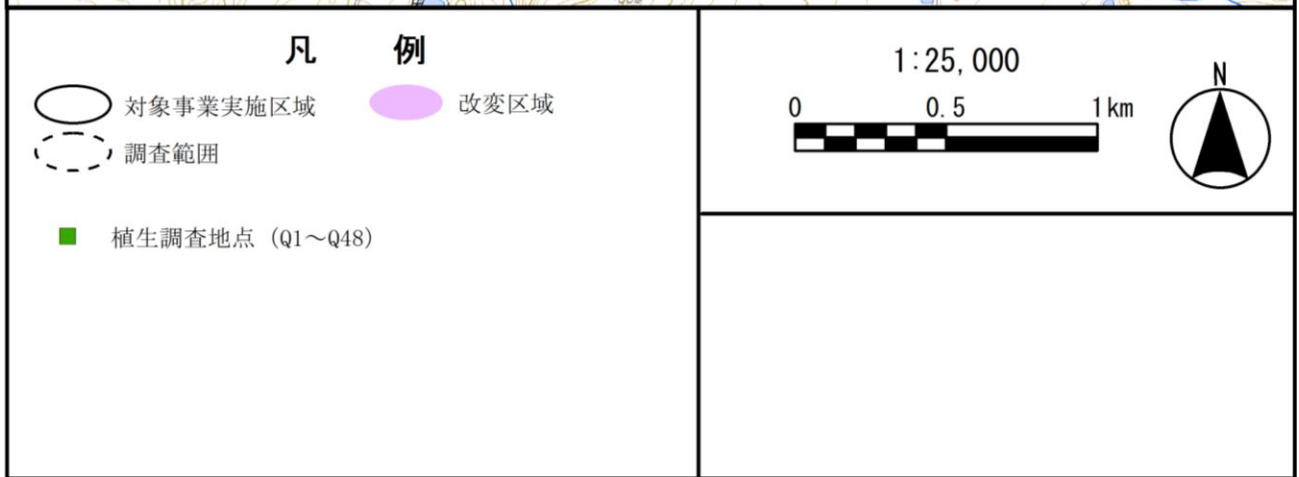 凡 例
対象事業実施区域 改変区域
調査範囲
植生調査地点 (Q1～Q48)
1:25,000
0 0.5 1km
N